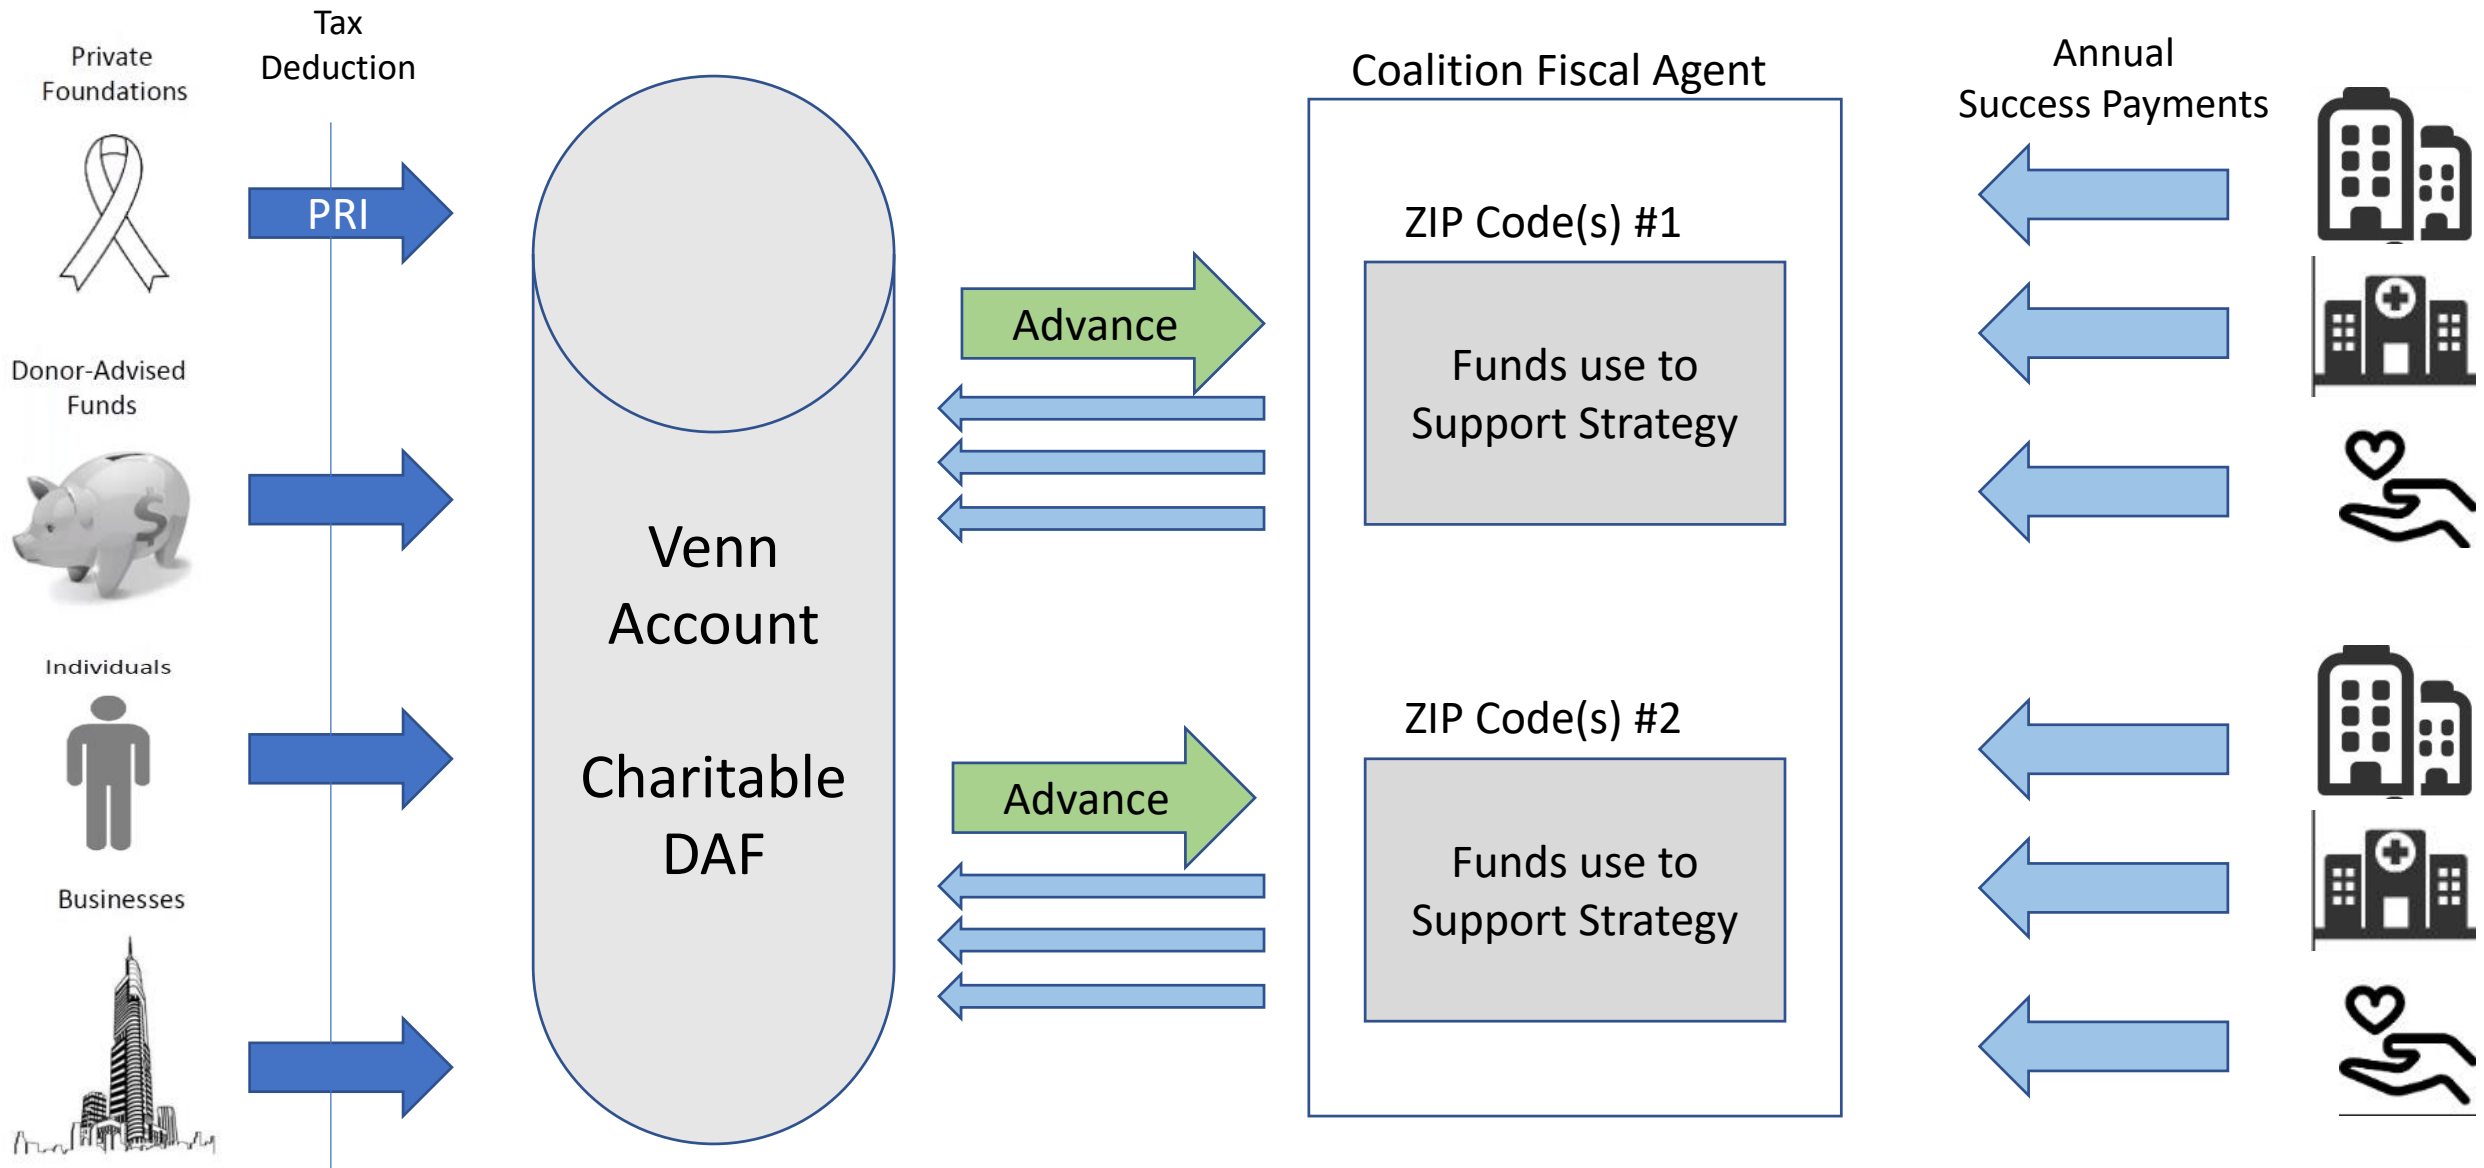 Private
Foundations
Tax
Deduction
PRI
Donor-Advised
Funds
$
Individuals
Businesses
Venn
Account
Charitable
DAF
Advance
Advance
Coalition Fiscal Agent
ZIP Code(s) #1
Funds use to
Support Strategy
ZIP Code(s) #2
Funds use to
Support Strategy
Annual
Success Payments